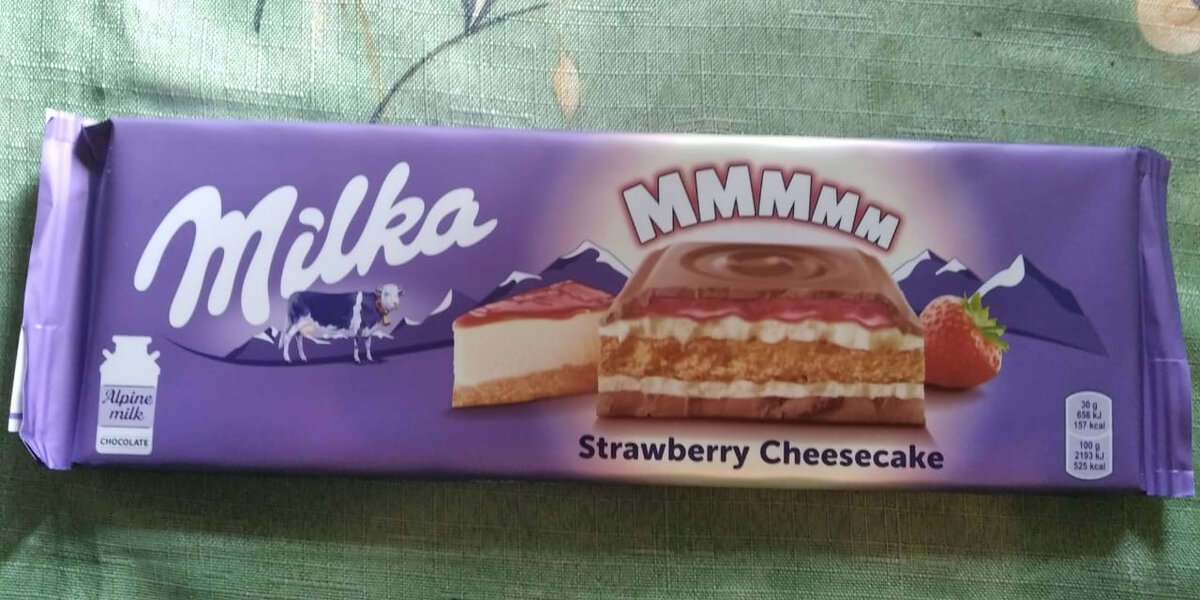 Milka
MMMMM
Alpine
milk
CHOCOLATE
Strawberry Cheesecake
30 g
658 kJ
157 kcal
100 g
2193 kJ
525 kcal